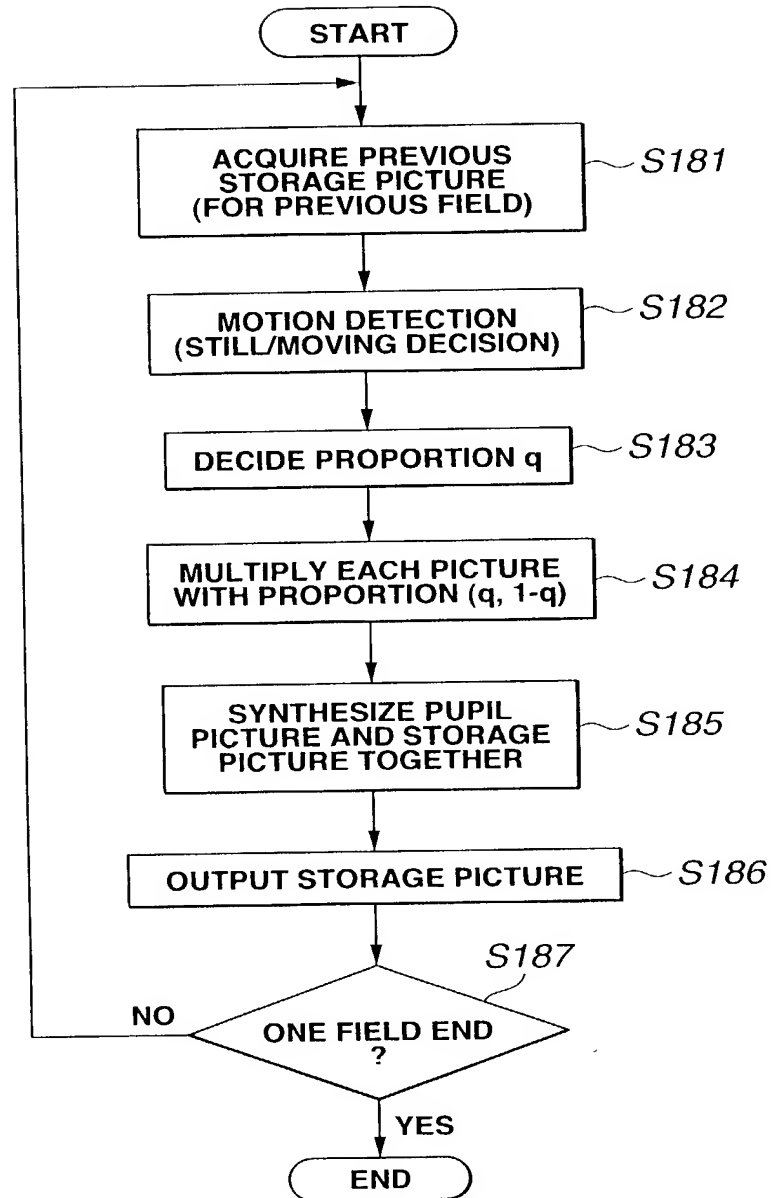 START
ACQUIRE PREVIOUS
STORAGE PICTURE
(FOR PREVIOUS FIELD)
S181
MOTION DETECTION
(STILL/MOVING DECISION)
S182
DECIDE PROPORTION q
S183
MULTIPLY EACH PICTURE
WITH PROPORTION (q, 1-q)
S184
SYNTHESIZE PUPIL
PICTURE AND STORAGE
PICTURE TOGETHER
S185
OUTPUT STORAGE PICTURE
S186
S187
NO
ONE FIELD END
?
YES
END